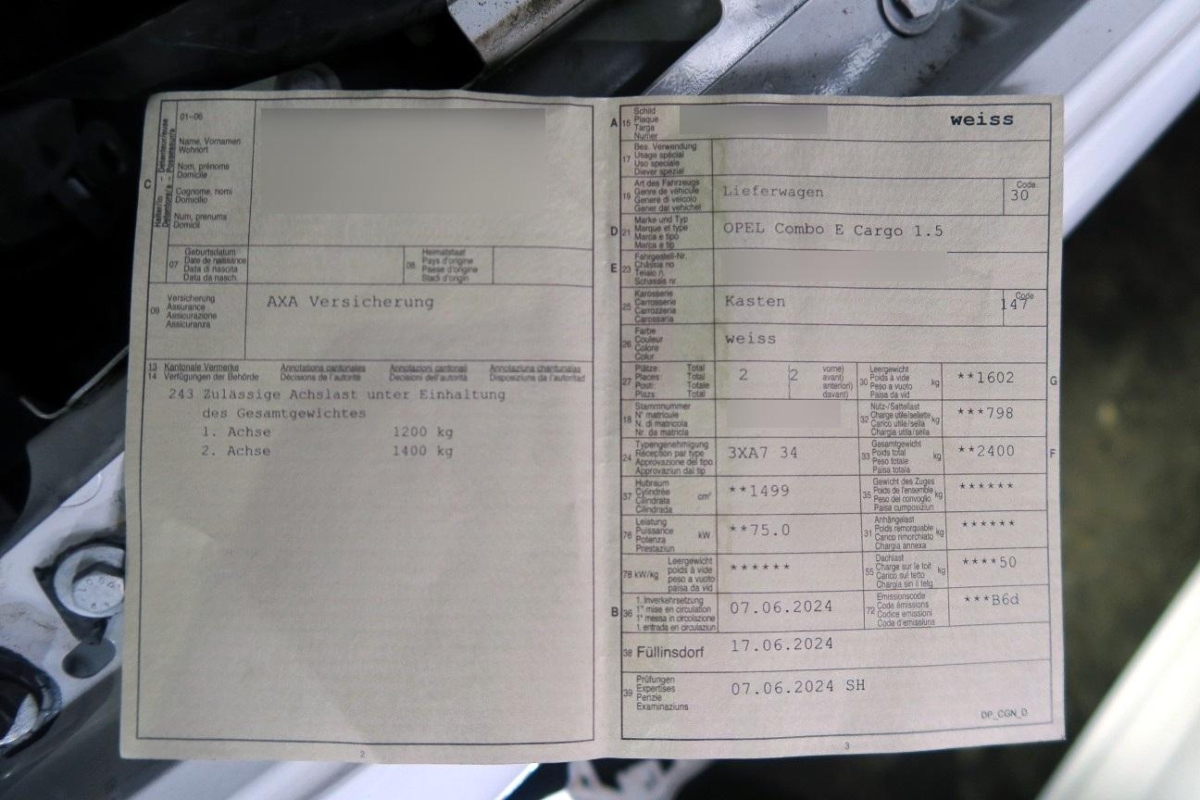 01-06
Name, Vornamen
Wohnort
Nom, prénoms
Domicile
Cognome, nomi
Domicilio
Num, prenums
Domicil
C
07
Geburtsdatum
Date de naissance
Data di nascita
Data da nasch.
08
Heimatstaat
Pays d'origine
Paese d'origine
Stadi d'origin
09
Versicherung
Assurance
Assicurazione
Assicuranza
AXA Versicherung
13 Kantonale Vermerke Annotations cantonales Annotazioni cantonali Annotaziuns chantunalas
14 Verfügungen der Behörde Décisions de l'autorité Decisioni dell'autorità Disposiziuns da l'autoritad
243 Zulässige Achslast unter Einhaltung
des Gesamtgewichtes
1. Achse 1200 kg
2. Achse 1400 kg
2
A 15
Schild
Plaque
Targa
Numer
weiss
17
Bes. Verwendung
Usage spécial
Uso speciale
Diever spezial
19
Art des Fahrzeugs
Genre de véhicule
Genere di veicolo
Gener dal vehichel
Lieferwagen
Code
30
D 21
Marke und Typ
Marque et type
Marca e tipo
Marca e tip
OPEL Combo E Cargo 1.5
E 23
Fahrgestell-Nr.
Châssis no
Telaio n.
Schassis nr.
25
Karosserie
Carrosserie
Carrozzeria
Carossaria
Kasten
Code
147
26
Farbe
Couleur
Colore
Colur
weiss
27
Plätze: Total
Places: Total
Posti: Totale
Plazs: Total
2
2
vorne)
avant)
anteriori)
davant)
30
Leergewicht
Poids à vide
Peso a vuoto
Paisa da vid
kg
**1602
G
18
Stammnummer
N° matricule
N. di matricola
Nr. da matricla
32
Nutz-/Sattellast
Charge utile/sellette
Carico utile/sella
Chargia utila/sella
kg
***798
24
Typengenehmigung
Réception par type
Approvazione del tipo
Approvaziun dal tip
3XA7 34
33
Gesamtgewicht
Poids total
Peso totale
Paisa totala
kg
**2400
F
37
Hubraum
Cylindrée
Cilindrata
Cilindrada
cm³
**1499
35
Gewicht des Zuges
Poids de l'ensemble
Peso del convoglio
Paisa cumposiziun
kg
******
76
Leistung
Puissance
Potenza
Prestaziun
kW
**75.0
31
Anhängelast
Poids remorquable
Carico rimorchiato
Chargia annexa
kg
******
78 kW/kg
Leergewicht
poids à vide
peso a vuoto
paisa da vid
******
55
Dachlast
Charge sur le toit
Carico sul tetto
Chargia sin il tetg
kg
****50
B 36
1. Inverkehrsetzung
1re mise en circulation
1a messa in circolazione
1. entrada en circulaziun
07.06.2024
72
Emissionscode
Code émissions
Codice emissioni
Code d'emissiuns
***B6d
38 Füllinsdorf
17.06.2024
39
Prüfungen
Expertises
Perizie
Examinaziuns
07.06.2024 SH
DP_CGN_D
3